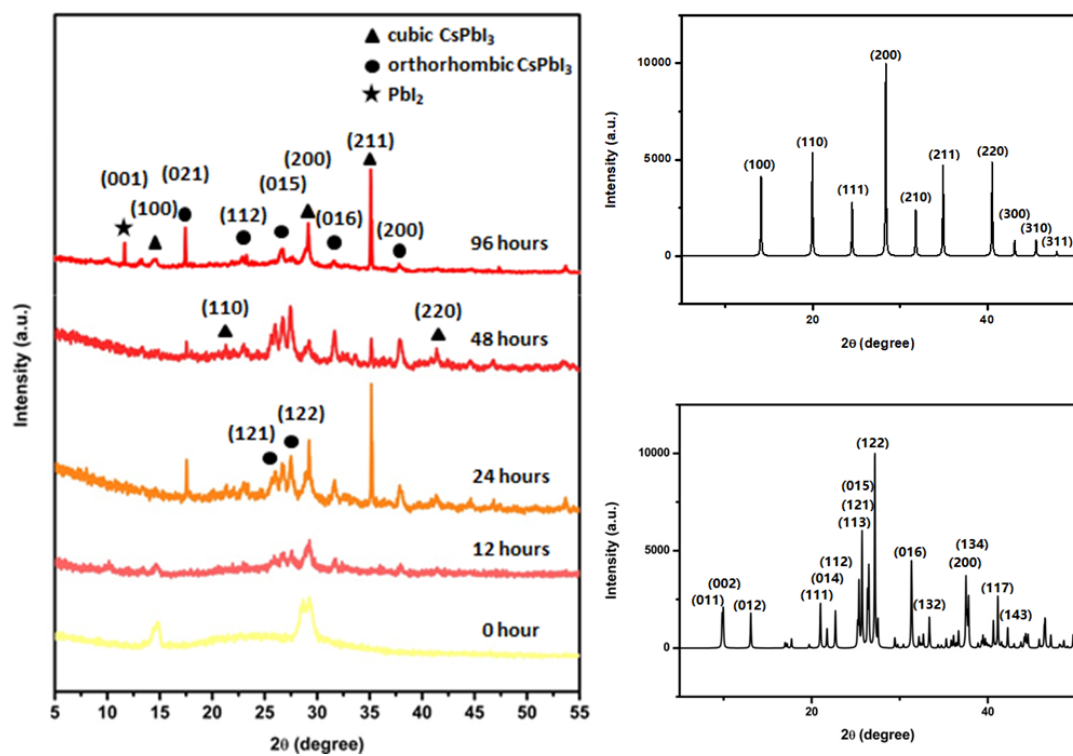 ▲ cubic CsPbI₃
● orthorhombic CsPbI₃
★ PbI₂
(211)
(200)
(001)
(021)
(015)
(100)
(112)
(016)
(200)
96 hours
(110)
(220)
48 hours
(122)
(121)
24 hours
12 hours
0 hour
Intensity (a.u.)
Intensity (a.u.)
5 10 15 20 25 30 35 40 45 50 55
2θ (degree)
10000
5000
0
Intensity (a.u.)
(200)
(110)
(100)
(111)
(210)
(211)
(220)
(300)
(310)
(311)
20 40
2θ (degree)
10000
5000
0
Intensity (a.u.)
(122)
(015)
(121)
(113)
(112)
(014)
(111)
(002)
(011)
(012)
(016)
(132)
(134)
(200)
(117)
(143)
20 40
2θ (degree)